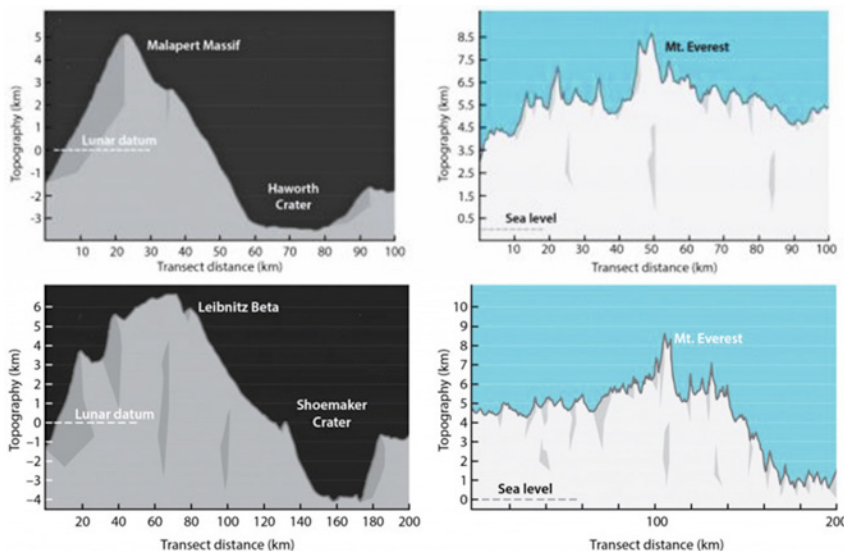 Topography (km)
5
4
3
2
1
0
-1
-2
-3
Malapert Massif
Lunar datum
Haworth
Crater
10 20 30 40 50 60 70 80 90 100
Transect distance (km)
Topography (km)
8.5
7.5
6.5
5.5
4.5
3.5
2.5
1.5
0.5
Mt. Everest
Sea level
0 10 20 30 40 50 60 70 80 90 100
Transect distance (km)
Topography (km)
6
5
4
3
2
1
0
-1
-2
-3
-4
Leibnitz Beta
Lunar datum
Shoemaker
Crater
20 40 60 80 100 120 140 160 180 200
Transect distance (km)
Topography (km)
10
9
8
7
6
5
4
3
2
1
0
Mt. Everest
Sea level
100 200
Transect distance (km)